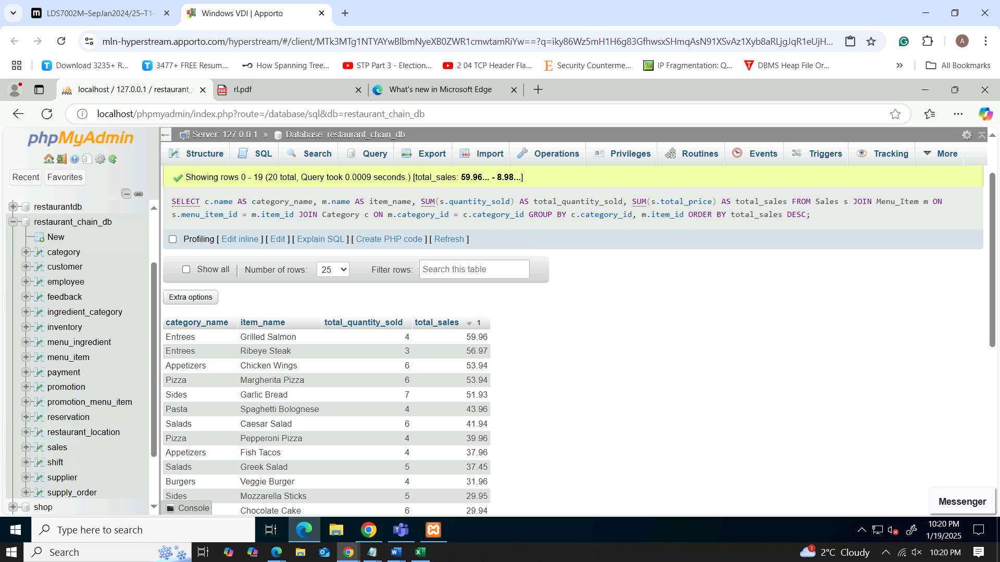 LDS7002M–SepJan2024/25–T1-
Windows VDI | Apporto
mln-hyperstream.apporto.com/hyperstream/#/client/MTk3MTg1NTYAYwBlbmNyeXB0ZWR1cmwtamRiYw==?q=iky86Wz5mH1H6g83GfhwsxSHmqAsN91XSvAz1Xyb8aRLjgJqR1eUjH...
A
Download 3235+ R...
3477+ FREE Resum...
How Spanning Tree...
STP Part 3 - Election...
2 04 TCP Header Fla...
Security Counterme...
IP Fragmentation: Q...
DBMS Heap File Or...
All Bookmarks
localhost / 127.0.0.1 / restaurant_c
rl.pdf
What's new in Microsoft Edge
localhost/phpmyadmin/index.php?route=/database/sql&db=restaurant_chain_db
phpMyAdmin
Recent
Favorites
restaurantdb
restaurant_chain_db
New
category
customer
employee
feedback
ingredient_category
inventory
menu_ingredient
menu_item
payment
promotion
promotion_menu_item
reservation
restaurant_location
sales
shift
supplier
supply_order
shop
Server: 127.0.0.1 » Database: restaurant_chain_db
Structure SQL Search Query Export Import Operations Privileges Routines Events Triggers Tracking More
Showing rows 0 - 19 (20 total, Query took 0.0009 seconds.) [total_sales: 59.96... - 8.98...]
SELECT c.name AS category_name, m.name AS item_name, SUM(s.quantity_sold) AS total_quantity_sold, SUM(s.total_price) AS total_sales FROM Sales s JOIN Menu_Item m ON
s.menu_item_id = m.item_id JOIN Category c ON m.category_id = c.category_id GROUP BY c.category_id, m.item_id ORDER BY total_sales DESC;
Profiling [ Edit inline ] [ Edit ] [ Explain SQL ] [ Create PHP code ] [ Refresh ]
Show all Number of rows: 25 Filter rows: Search this table
Extra options
category_name item_name total_quantity_sold total_sales 1
Entrees Grilled Salmon 4 59.96
Entrees Ribeye Steak 3 56.97
Appetizers Chicken Wings 6 53.94
Pizza Margherita Pizza 6 53.94
Sides Garlic Bread 7 51.93
Pasta Spaghetti Bolognese 4 43.96
Salads Caesar Salad 6 41.94
Pizza Pepperoni Pizza 4 39.96
Appetizers Fish Tacos 4 37.96
Salads Greek Salad 5 37.45
Burgers Veggie Burger 4 31.96
Sides Mozzarella Sticks 5 29.95
Chocolate Cake 6 29.94
Console
Messenger
Type here to search
10:20 PM
1/19/2025
Search
1
2°C Cloudy
10:20 PM